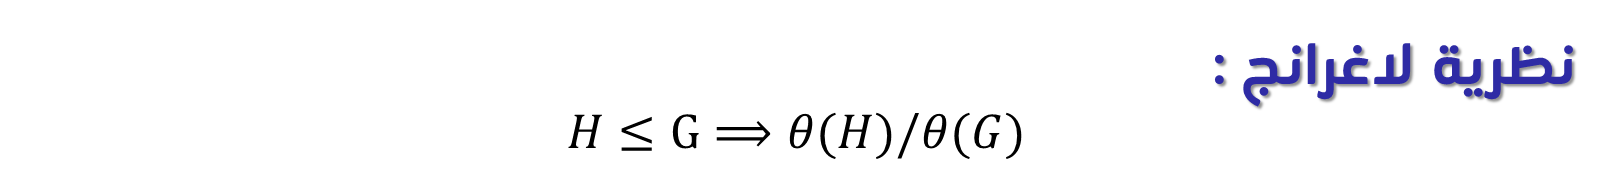 نظرية لاغرانج :
H ≤ G ⟹ θ(H)/θ(G)